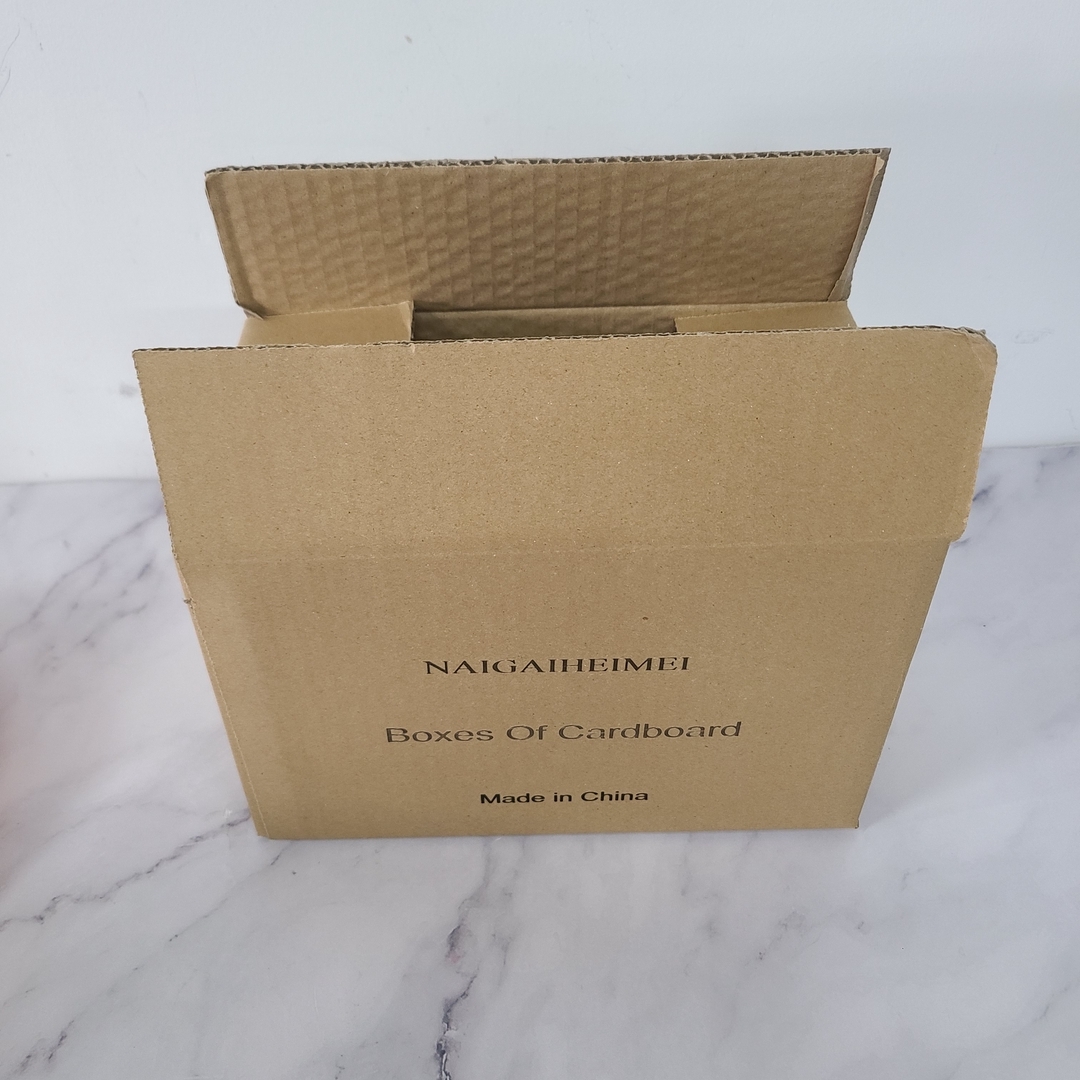 NAIGAIHEIMEI
Boxes Of Cardboard
Made in China